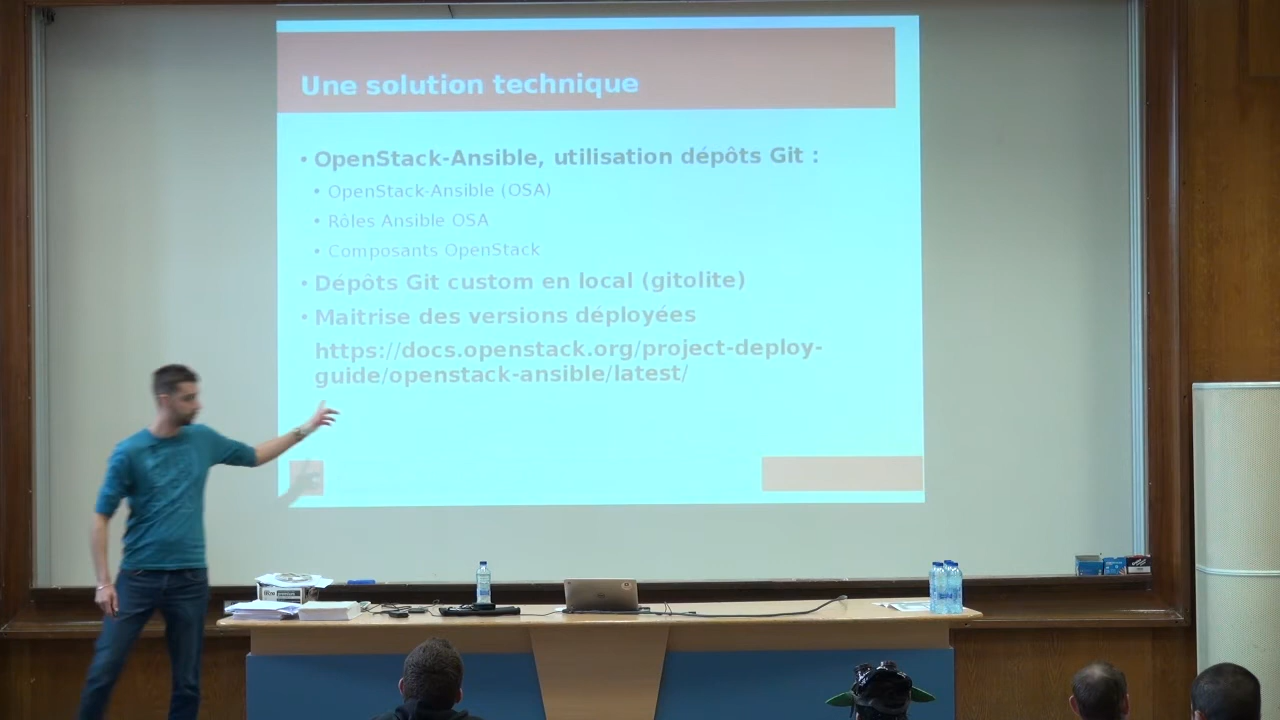 Une solution technique
• OpenStack-Ansible, utilisation dépôts Git :
• OpenStack-Ansible (OSA)
• Rôles Ansible OSA
• Composants OpenStack
• Dépôts Git custom en local (gitolite)
• Maitrise des versions déployées
https://docs.openstack.org/project-deploy-
guide/openstack-ansible/latest/